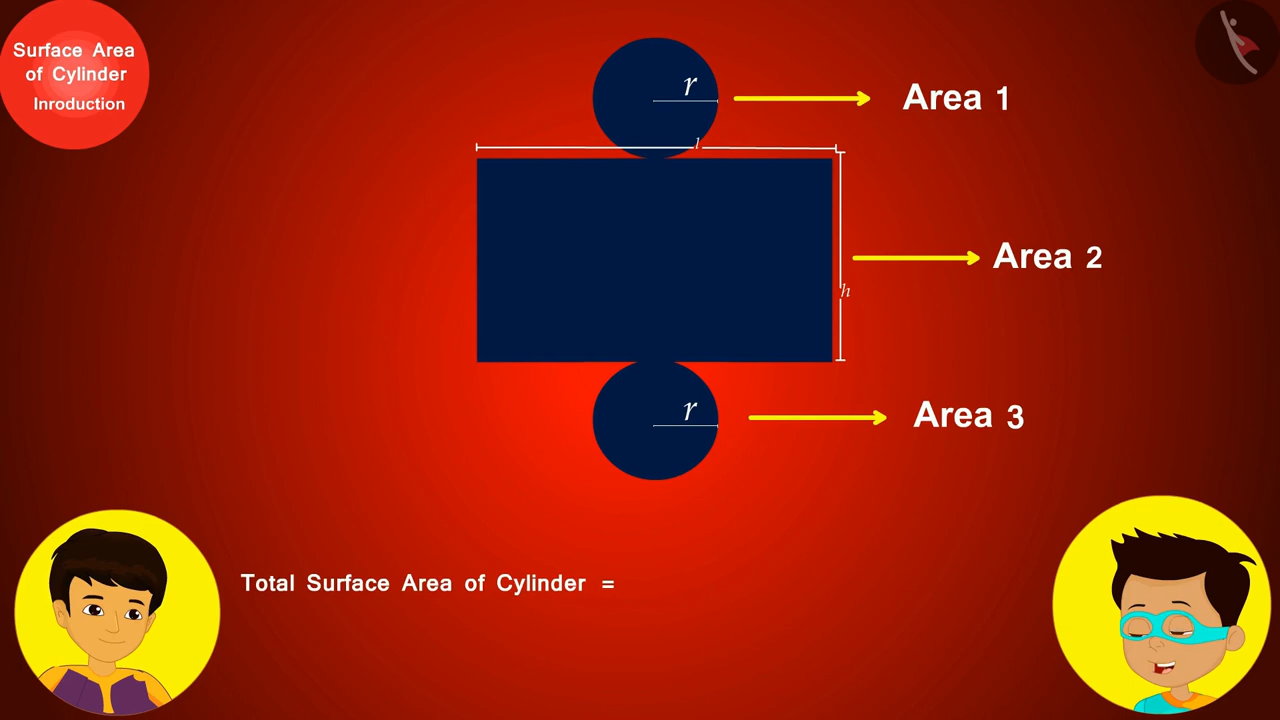 Surface Area
of Cylinder
Inroduction
r
Area 1
l
Area 2
h
r
Area 3
Total Surface Area of Cylinder =